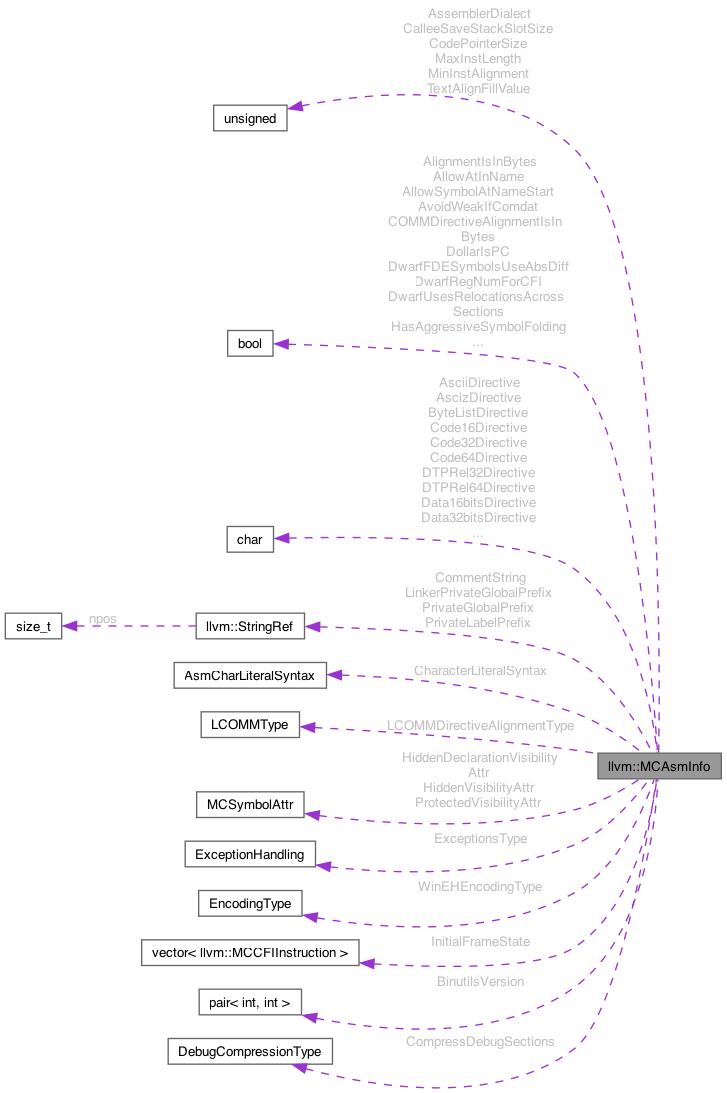 AssemblerDialect
CalleeSaveStackSlotSize
CodePointerSize
MaxInstLength
MinInstAlignment
TextAlignFillValue
unsigned
AlignmentIsInBytes
AllowAtInName
AllowSymbolAtNameStart
AvoidWeakIfComdat
COMMDirectiveAlignmentIsIn
Bytes
DollarIsPC
DwarfFDESymbolsUseAbsDiff
DwarfRegNumForCFI
DwarfUsesRelocationsAcross
Sections
HasAggressiveSymbolFolding
...
bool
AsciiDirective
AscizDirective
ByteListDirective
Code16Directive
Code32Directive
Code64Directive
DTPRel32Directive
DTPRel64Directive
Data16bitsDirective
Data32bitsDirective
...
char
CommentString
LinkerPrivateGlobalPrefix
PrivateGlobalPrefix
PrivateLabelPrefix
size_t
npos
llvm::StringRef
AsmCharLiteralSyntax
CharacterLiteralSyntax
LCOMMType
LCOMMDirectiveAlignmentType
llvm::MCAsmInfo
HiddenDeclarationVisibility
Attr
HiddenVisibilityAttr
ProtectedVisibilityAttr
MCSymbolAttr
ExceptionsType
ExceptionHandling
WinEHEncodingType
EncodingType
InitialFrameState
vector< llvm::MCCFIInstruction >
BinutilsVersion
pair< int, int >
CompressDebugSections
DebugCompressionType